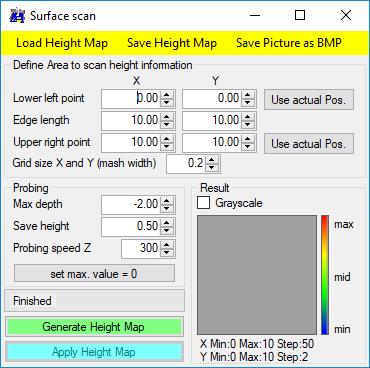 Surface scan
Load Height Map Save Height Map Save Picture as BMP
Define Area to scan height information
X Y
Lower left point 0.00 0.00 Use actual Pos.
Edge length 10.00 10.00
Upper right point 10.00 10.00 Use actual Pos.
Grid size X and Y (mash width) 0.2
Probing
Max depth -2.00
Save height 0.50
Probing speed Z 300
set max. value = 0
Finished
Generate Height Map
Apply Height Map
Result
Grayscale
max
mid
min
X Min:0 Max:10 Step:50
Y Min:0 Max:10 Step:2